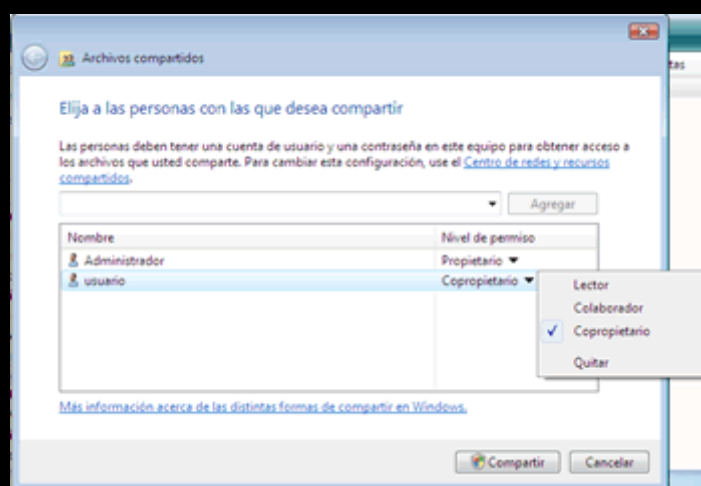 Archivos compartidos
tas
Elija a las personas con las que desea compartir
Las personas deben tener una cuenta de usuario y una contraseña en este equipo para obtener acceso a
los archivos que usted comparte. Para cambiar esta configuración, use el Centro de redes y recursos
compartidos.
Agregar
Nombre Nivel de permiso
Administrador Propietario
usuario Copropietario
Lector
Colaborador
Copropietario
Quitar
Más información acerca de las distintas formas de compartir en Windows.
Compartir Cancelar